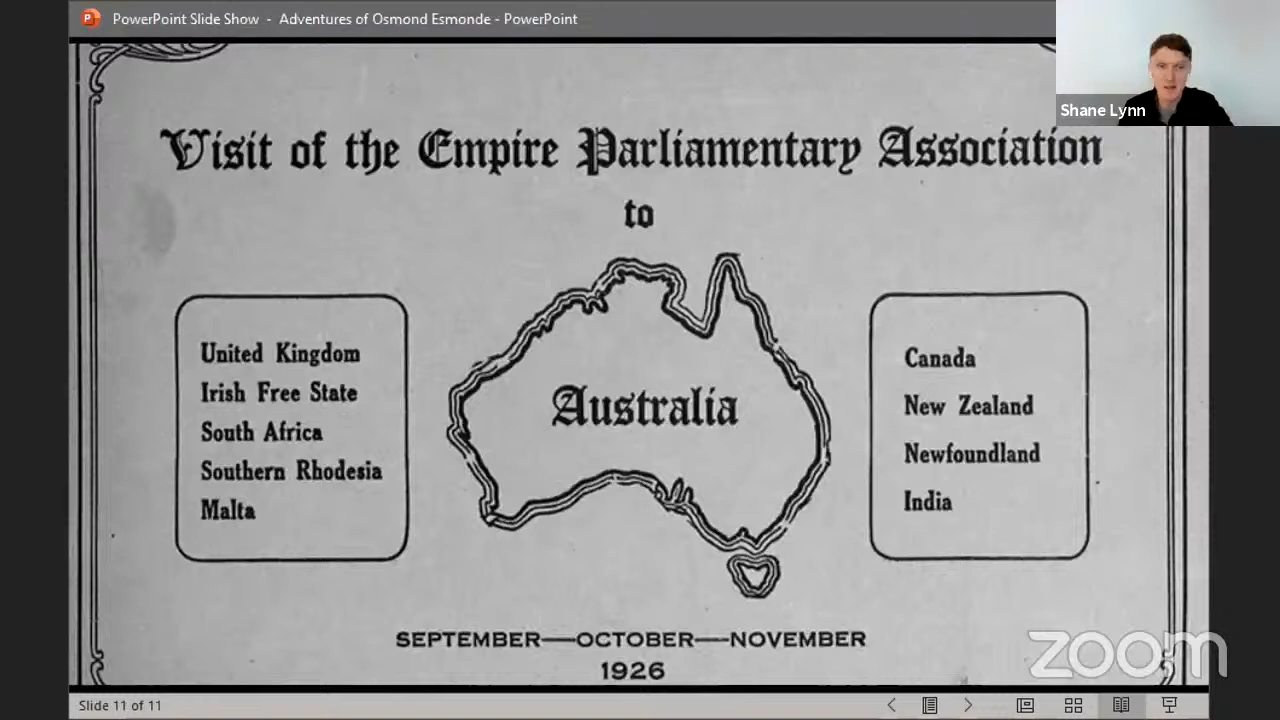 PowerPoint Slide Show - Adventures of Osmond Esmonde - PowerPoint
Shane Lynn
Visit of the Empire Parliamentary Association
to
United Kingdom
Irish Free State
South Africa
Southern Rhodesia
Malta
Australia
Canada
New Zealand
Newfoundland
India
SEPTEMBER—OCTOBER—NOVEMBER
1926
zoom
Slide 11 of 11